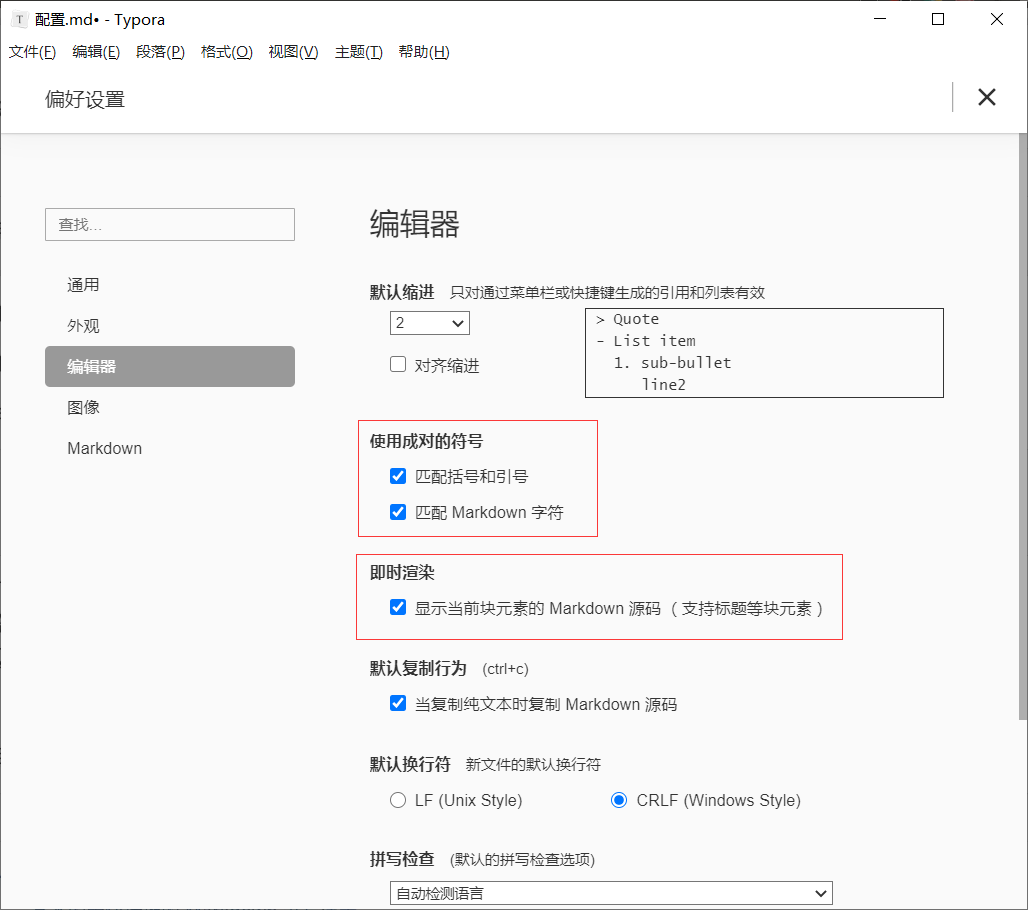 T 配置.md• - Typora
文件(F) 编辑(E) 段落(P) 格式(O) 视图(V) 主题(T) 帮助(H)
偏好设置
查找...
通用
外观
编辑器
图像
Markdown
编辑器
默认缩进 只对通过菜单栏或快捷键生成的引用和列表有效
2
对齐缩进
> Quote
- List item
1. sub-bullet
line2
使用成对的符号
匹配括号和引号
匹配 Markdown 字符
即时渲染
显示当前块元素的 Markdown 源码 （支持标题等块元素）
默认复制行为 (ctrl+c)
当复制纯文本时复制 Markdown 源码
默认换行符 新文件的默认换行符
LF (Unix Style) CRLF (Windows Style)
拼写检查 (默认的拼写检查选项)
自动检测语言